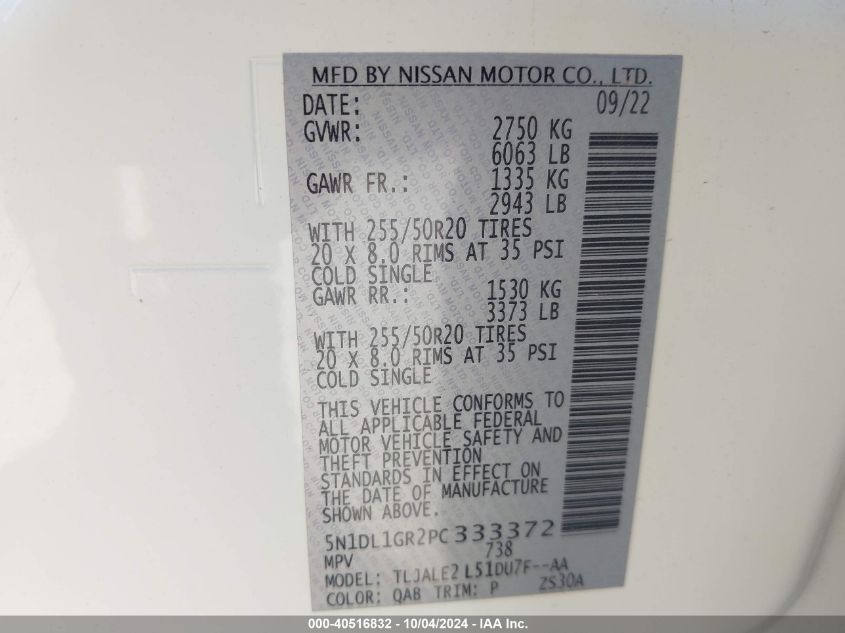 MFD BY NISSAN MOTOR CO., LTD.
DATE: 09/22
GVWR: 2750 KG
6063 LB
GAWR FR.: 1335 KG
2943 LB
WITH 255/50R20 TIRES
20 X 8.0 RIMS AT 35 PSI
COLD SINGLE
GAWR RR.: 1530 KG
3373 LB
WITH 255/50R20 TIRES
20 X 8.0 RIMS AT 35 PSI
COLD SINGLE
THIS VEHICLE CONFORMS TO
ALL APPLICABLE FEDERAL
MOTOR VEHICLE SAFETY AND
THEFT PREVENTION
STANDARDS IN EFFECT ON
THE DATE OF MANUFACTURE
SHOWN ABOVE.
5N1DL1GR2PC333372
MPV 738
MODEL: TLJALE2 L51DU7F--AA
COLOR: QAB TRIM: P ZS30A
000-40516832 - 10/04/2024 - IAA Inc.